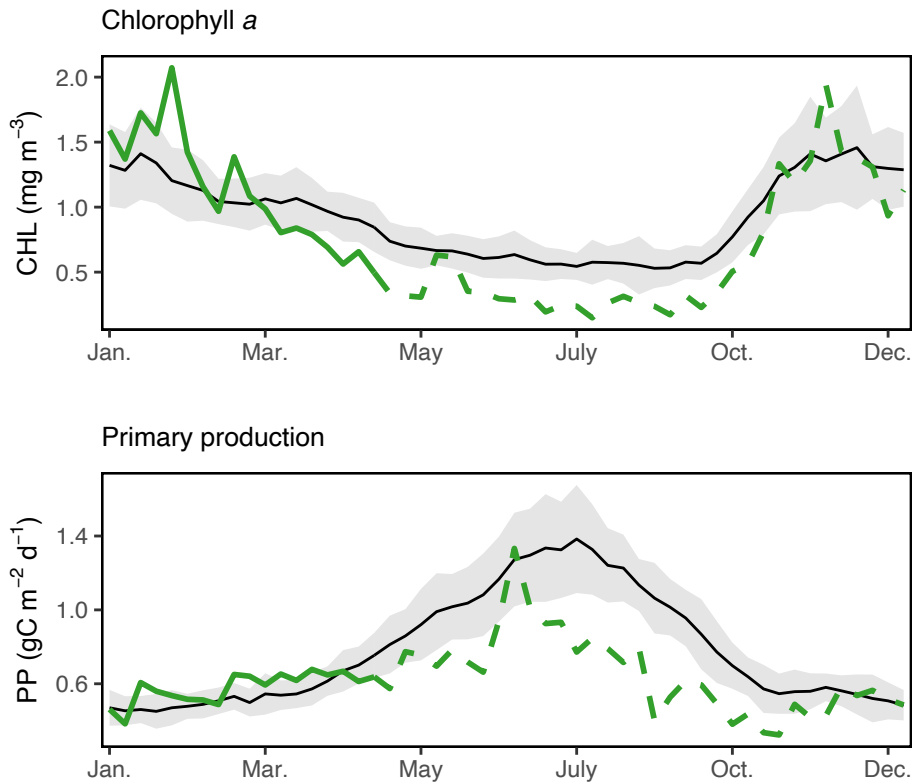 Chlorophyll a
CHL (mg m⁻³)
2.0
1.5
1.0
0.5
Jan. Mar. May July Oct. Dec.
Primary production
PP (gC m⁻² d⁻¹)
1.4
1.0
0.6
Jan. Mar. May July Oct. Dec.